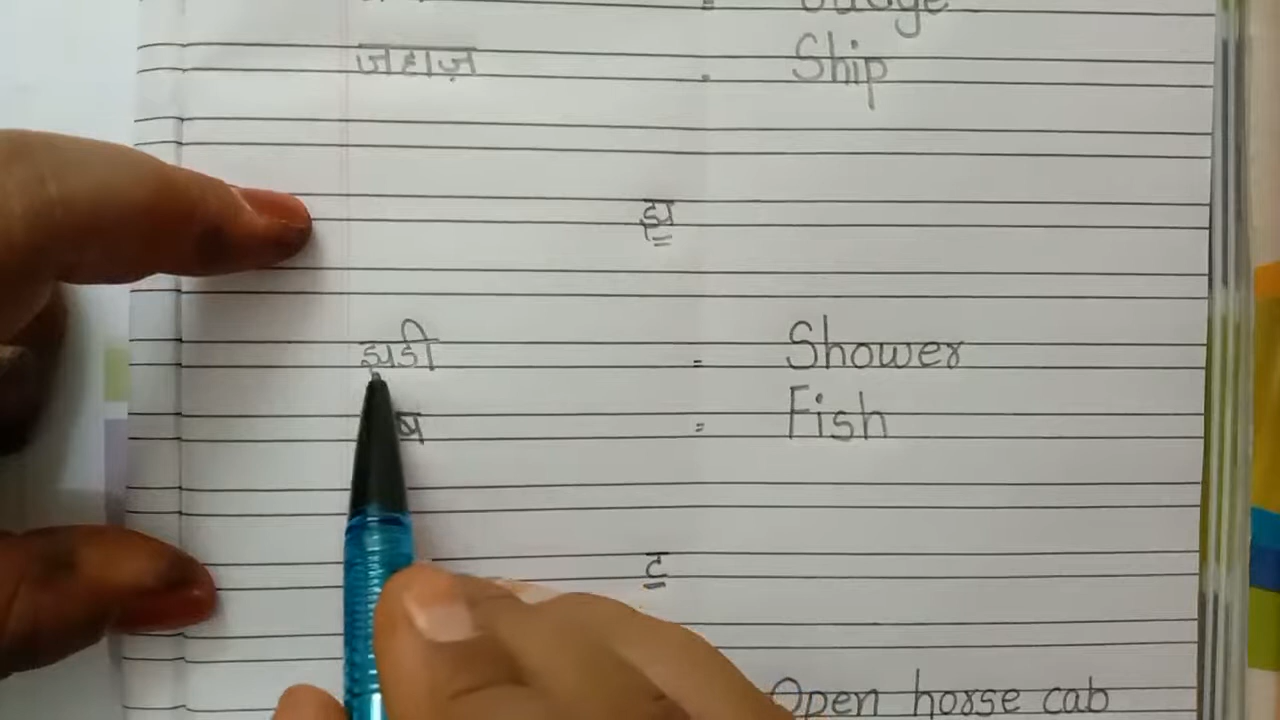 जहाज़ . Ship
झ
झडी = Shower
= Fish
ट
Open horse cab